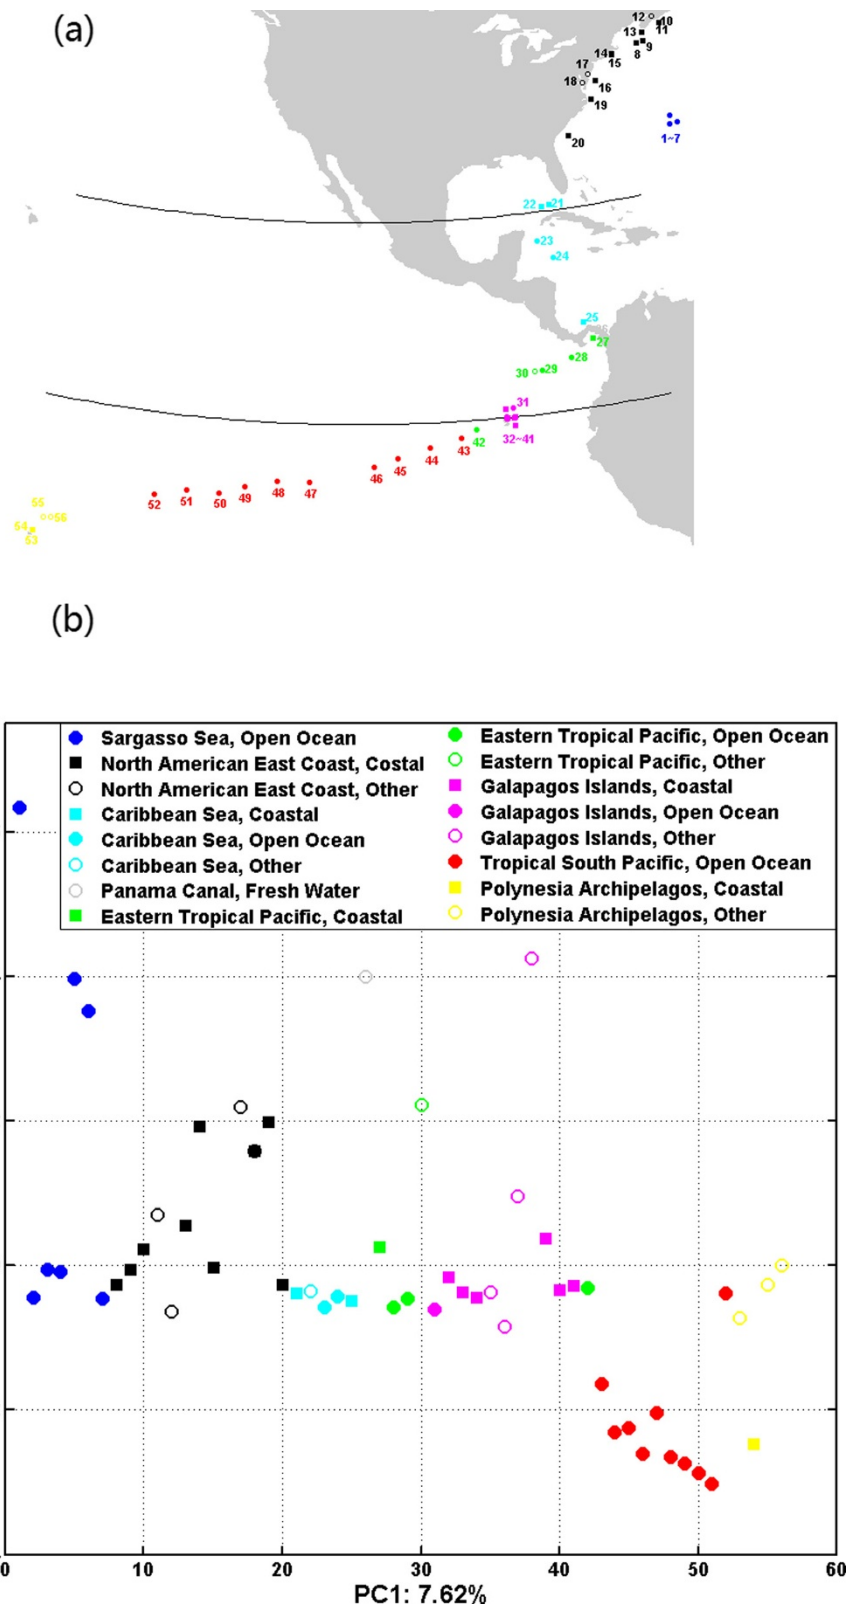 (a)
12
10
11
13
9
8
14
15
17
18
16
19
20
1~7
22
21
23
24
25
27
28
30
29
31
32~41
42
43
44
45
46
47
48
49
50
51
52
55
56
54
53
(b)
Sargasso Sea, Open Ocean
North American East Coast, Costal
North American East Coast, Other
Caribbean Sea, Coastal
Caribbean Sea, Open Ocean
Caribbean Sea, Other
Panama Canal, Fresh Water
Eastern Tropical Pacific, Coastal
Eastern Tropical Pacific, Open Ocean
Eastern Tropical Pacific, Other
Galapagos Islands, Coastal
Galapagos Islands, Open Ocean
Galapagos Islands, Other
Tropical South Pacific, Open Ocean
Polynesia Archipelagos, Coastal
Polynesia Archipelagos, Other
0 10 20 30 40 50 60
PC1: 7.62%